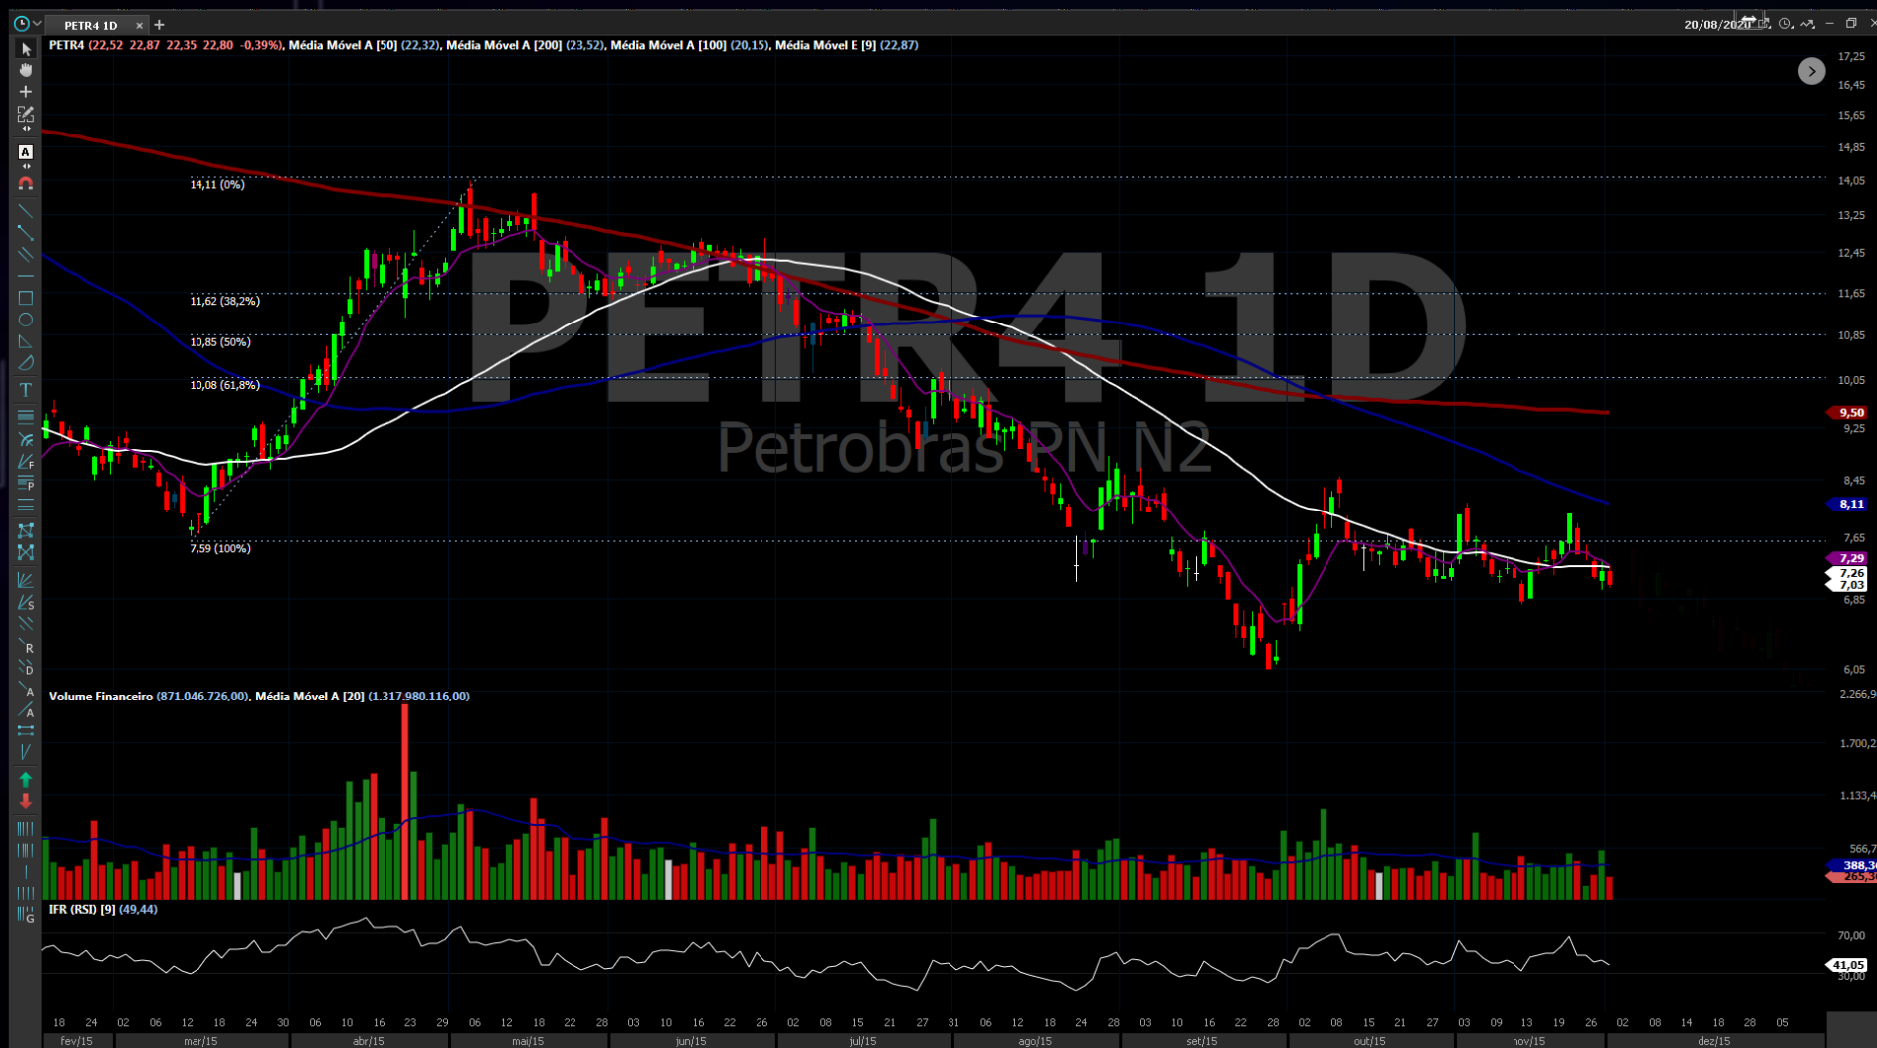 PETR4 1D
20/08/2020
PETR4 (22,52 22,87 22,35 22,80 -0,39%), Média Móvel A [50] (22,32), Média Móvel A [200] (23,52), Média Móvel A [100] (20,15), Média Móvel E [9] (22,87)
17,25
16,45
15,65
14,85
14,05
13,25
12,45
11,65
10,85
10,05
9,50
9,25
8,45
8,11
7,65
7,29
7,26
7,03
6,85
6,05
14,11 (0%)
11,62 (38,2%)
10,85 (50%)
10,08 (61,8%)
7,59 (100%)
PETR4 1D
Petrobras PN N2
Volume Financeiro (871.046.726,00), Média Móvel A [20] (1.317.980.116,00)
2.266,9
1.700,2
1.133,4
566,7
388,3
265,3
IFR (RSI) [9] (49,44)
70,00
41,05
30,00
18 24 02 06 12 18 24 30 06 10 16 23 29 06 12 18 22 28 03 10 16 22 26 02 08 15 21 27 31 06 12 18 24 28 03 10 16 22 28 02 08 15 21 27 03 09 13 19 26 02 08 14 18 28 05
fev/15 mar/15 abr/15 mai/15 jun/15 jul/15 ago/15 set/15 out/15 nov/15 dez/15
A
T
F
P
S
R
D
A
A
G